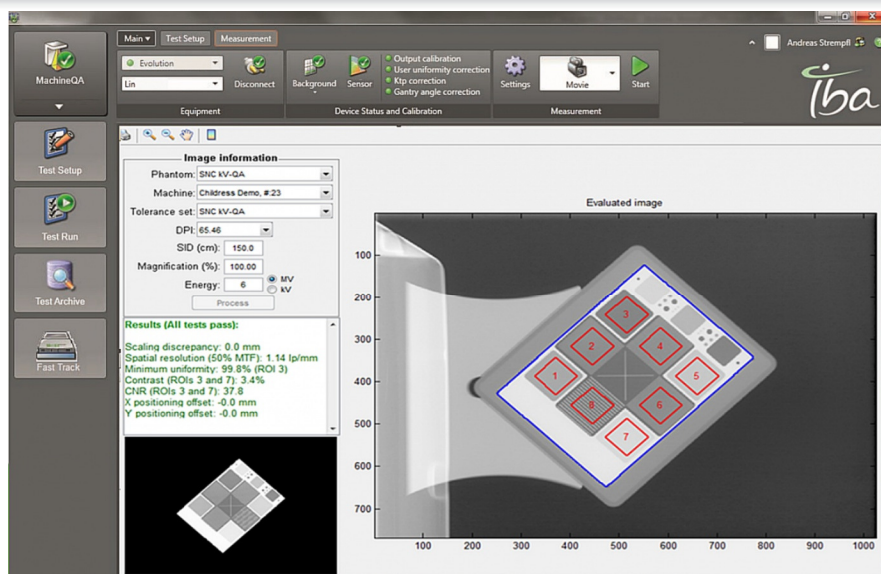 Main
Test Setup
Measurement
Andreas Strempfl
MachineQA
Evolution
Lin
Disconnect
Background
Sensor
Output calibration
User uniformity correction
Ktp correction
Gantry angle correction
Settings
Movie
Start
Equipment
Device Status and Calibration
Measurement
iba
Test Setup
Test Run
Test Archive
Fast Track
Image information
Phantom: SNC kV-QA
Machine: Childress Demo, #:23
Tolerance set: SNC kV-QA
DPI: 65.46
SID (cm): 150.0
Magnification (%): 100.00
Energy: 6
MV
kV
Process
Results (All tests pass):
Scaling discrepancy: 0.0 mm
Spatial resolution (50% MTF): 1.14 lp/mm
Minimum uniformity: 99.8% (ROI 3)
Contrast (ROIs 3 and 7): 3.4%
CNR (ROIs 3 and 7): 37.8
X positioning offset: -0.0 mm
Y positioning offset: -0.0 mm
Evaluated image
100
200
300
400
500
600
700
3
2
4
1
5
8
6
7
100 200 300 400 500 600 700 800 900 1000